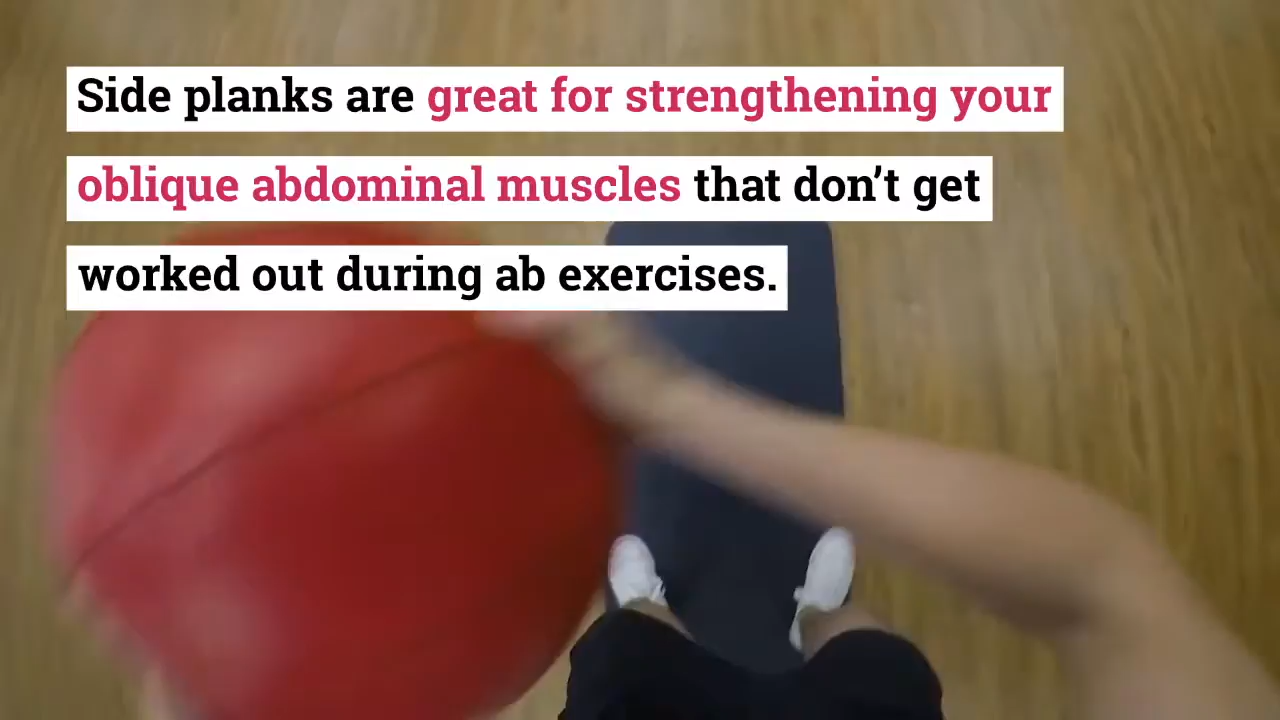 Side planks are great for strengthening your
oblique abdominal muscles that don’t get
worked out during ab exercises.